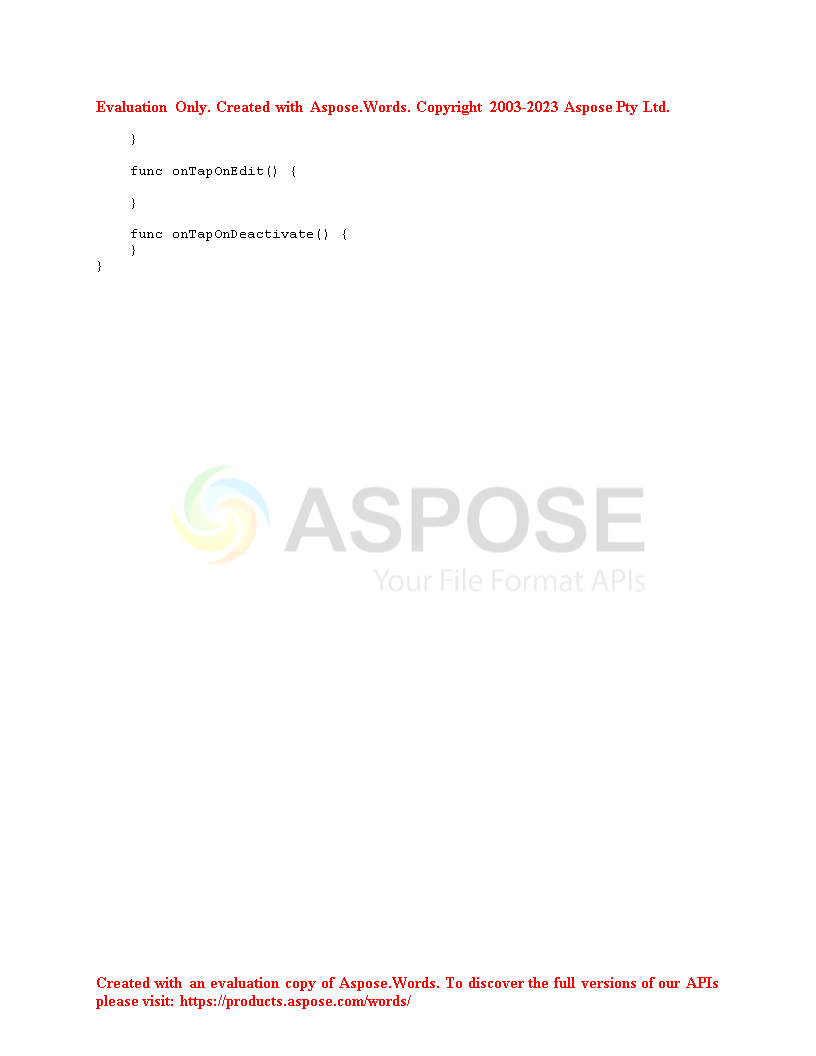 Evaluation Only. Created with Aspose.Words. Copyright 2003-2023 Aspose Pty Ltd.
    }
    func onTapOnEdit() {
    }
    func onTapOnDeactivate() {
    }
}
ASPOSE
Your File Format APIs
Created with an evaluation copy of Aspose.Words. To discover the full versions of our APIs
please visit: https://products.aspose.com/words/